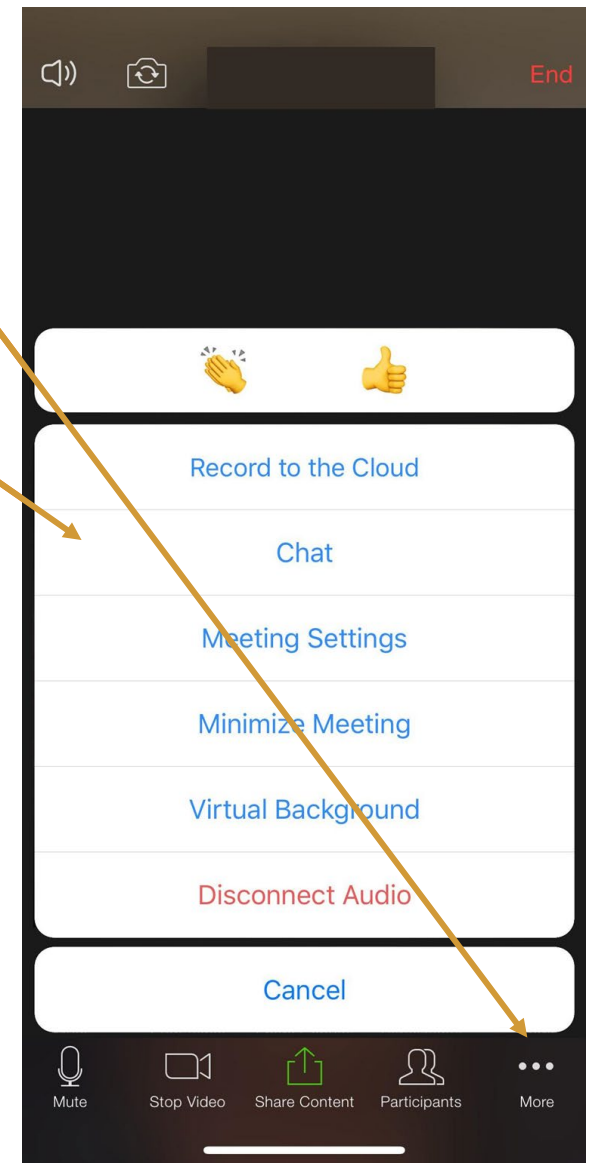 End
Record to the Cloud
Chat
Meeting Settings
Minimize Meeting
Virtual Background
Disconnect Audio
Cancel
Mute Stop Video Share Content Participants More